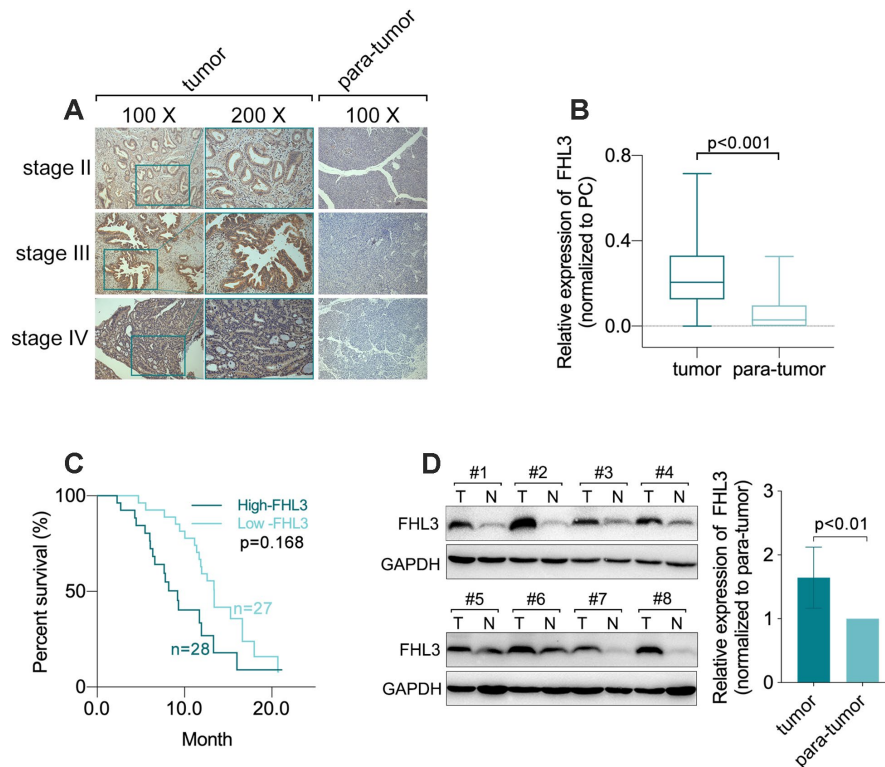 A
tumor
para-tumor
100 X
200 X
100 X
stage II
stage III
stage IV
B
Relative expression of FHL3
(normalized to PC)
0.8
0.4
0.0
p<0.001
tumor
para-tumor
C
Percent survival (%)
100
50
0
High-FHL3
Low -FHL3
p=0.168
n=27
n=28
0.0
10.0
20.0
Month
D
#1 #2 #3 #4
T N T N T N T N
FHL3
GAPDH
#5 #6 #7 #8
T N T N T N T N
FHL3
GAPDH
Relative expression of FHL3
(normalized to para-tumor)
3
2
1
0
p<0.01
tumor
para-tumor